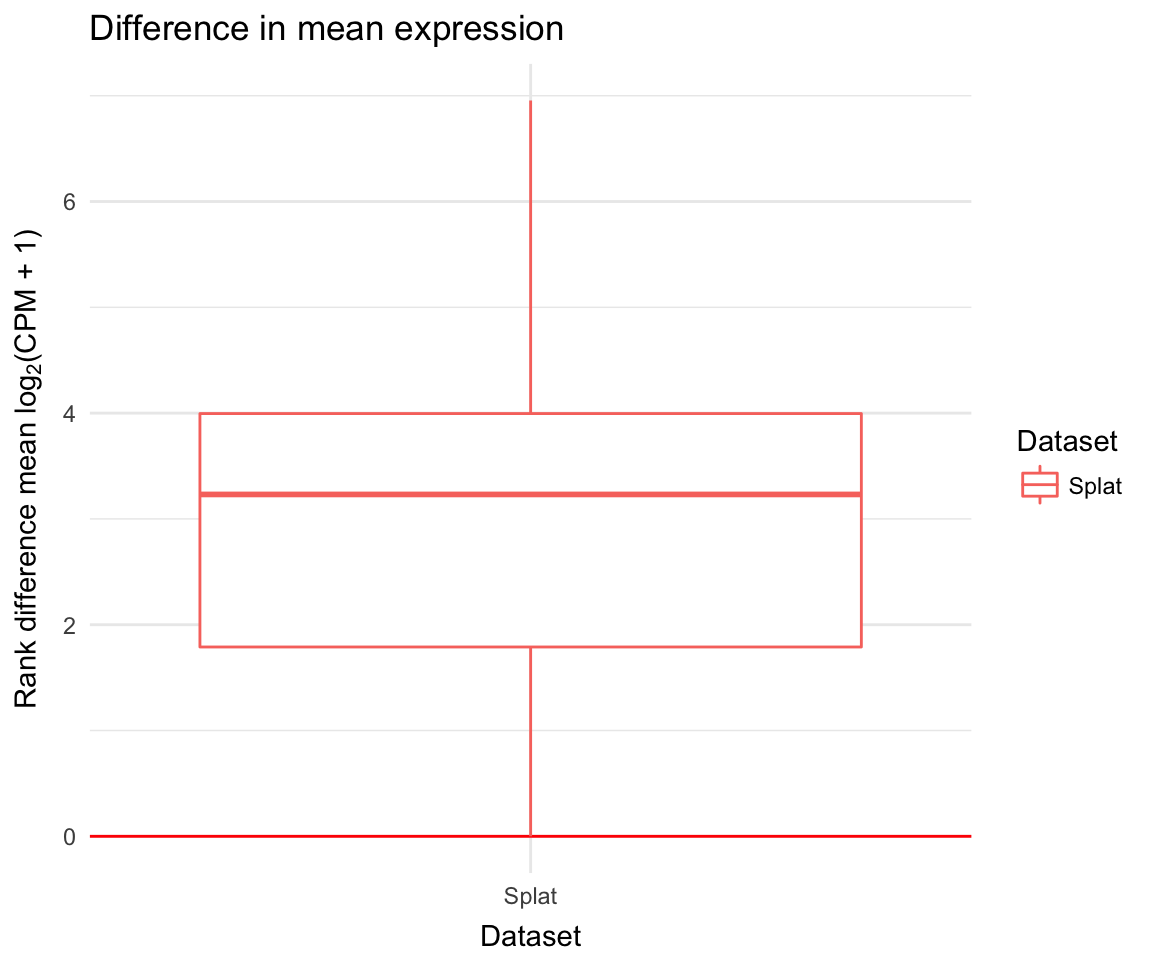 Difference in mean expression
Rank difference mean log₂(CPM + 1)
6
4
2
0
Splat
Dataset
Dataset
Splat